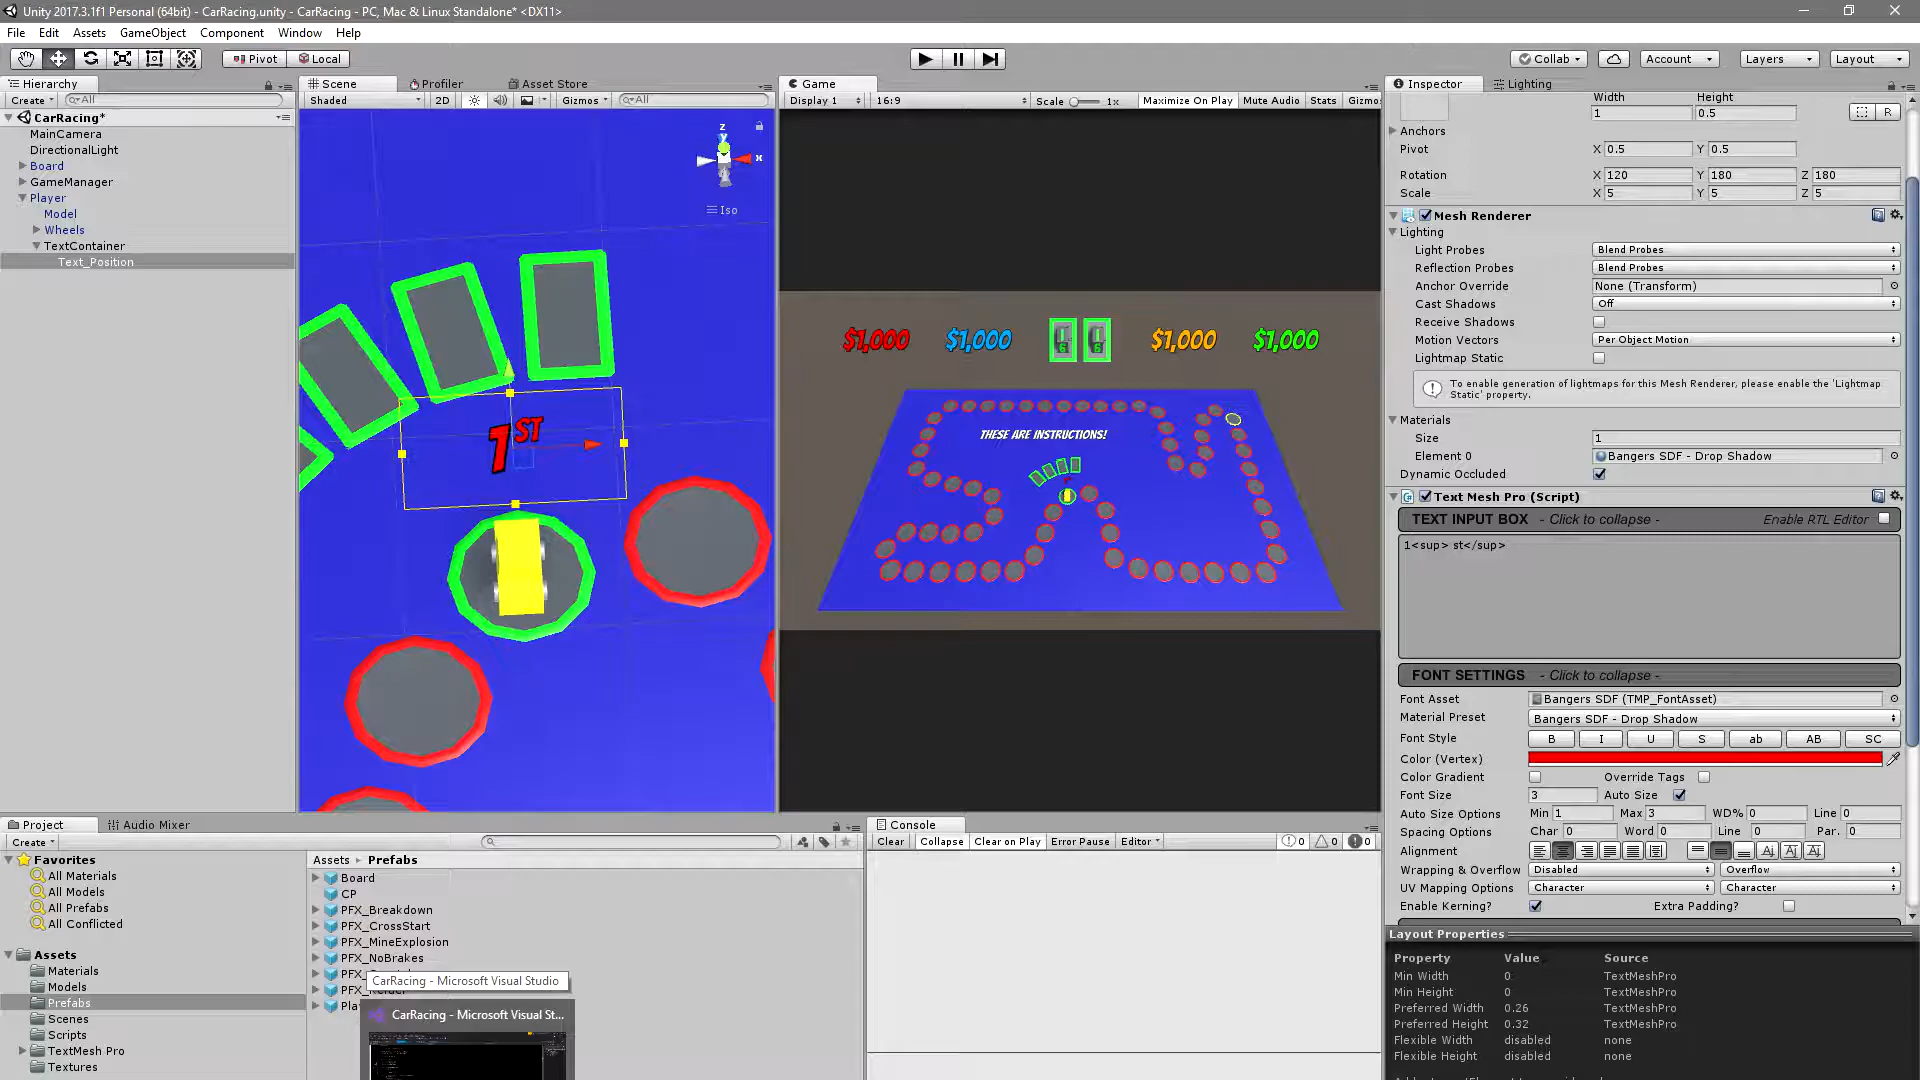 Unity 2017.3.1f1 Personal (64bit) - CarRacing.unity - CarRacing - PC, Mac & Linux Standalone* <DX11>
File Edit Assets GameObject Component Window Help
Pivot Local Collab Account Layers Layout
Hierarchy
Create All
CarRacing*
MainCamera
DirectionalLight
Board
GameManager
Player
Model
Wheels
TextContainer
Text_Position
Scene Profiler Asset Store
Shaded 2D Gizmos All
z
y
x
Iso
1ST
Game
Display 1 16:9 Scale 1x Maximize On Play Mute Audio Stats Gizmos
$1,000 $1,000 $1,000 $1,000
THESE ARE INSTRUCTIONS!
Inspector Lighting
Width Height
1 0.5
R
Anchors
Pivot X 0.5 Y 0.5
Rotation X 120 Y 180 Z 180
Scale X 5 Y 5 Z 5
Mesh Renderer
Lighting
Light Probes Blend Probes
Reflection Probes Blend Probes
Anchor Override None (Transform)
Cast Shadows Off
Receive Shadows
Motion Vectors Per Object Motion
Lightmap Static
To enable generation of lightmaps for this Mesh Renderer, please enable the 'Lightmap
Static' property.
Materials
Size 1
Element 0 Bangers SDF - Drop Shadow
Dynamic Occluded
Text Mesh Pro (Script)
TEXT INPUT BOX - Click to collapse - Enable RTL Editor
1<sup> st</sup>
FONT SETTINGS - Click to collapse -
Font Asset Bangers SDF (TMP_FontAsset)
Material Preset Bangers SDF - Drop Shadow
Font Style B I U S ab AB SC
Color (Vertex)
Color Gradient Override Tags
Font Size 3 Auto Size
Auto Size Options Min 1 Max 3 WD% 0 Line 0
Spacing Options Char 0 Word 0 Line 0 Par. 0
Alignment
Wrapping & Overflow Disabled Overflow
UV Mapping Options Character Character
Enable Kerning? Extra Padding?
Layout Properties
Property Value Source
Min Width 0 TextMeshPro
Min Height 0 TextMeshPro
Preferred Width 0.26 TextMeshPro
Preferred Height 0.32 TextMeshPro
Flexible Width disabled none
Flexible Height disabled none
Project Audio Mixer
Create
Favorites
All Materials
All Models
All Prefabs
All Conflicted
Assets
Materials
Models
Prefabs
Scenes
Scripts
TextMesh Pro
Textures
Assets Prefabs
Board
CP
PFX_Breakdown
PFX_CrossStart
PFX_MineExplosion
PFX_NoBrakes
CarRacing - Microsoft Visual Studio
CarRacing - Microsoft Visual St...
Console
Clear Collapse Clear on Play Error Pause Editor 0 0 0